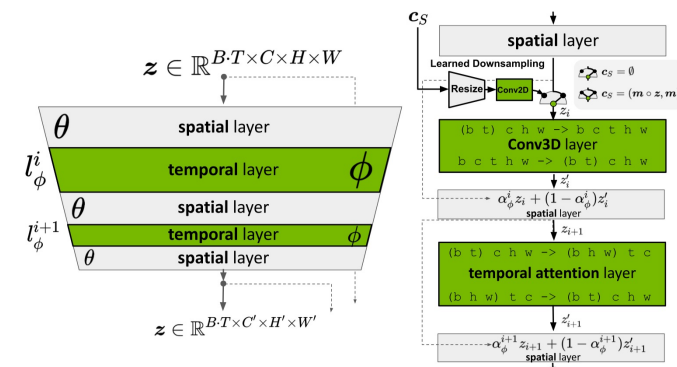 z ∈ ℝ^{B·T×C×H×W}
θ
spatial layer
l_ϕ^i
temporal layer
ϕ
θ
spatial layer
l_ϕ^{i+1}
temporal layer
ϕ
θ
spatial layer
z ∈ ℝ^{B·T×C'×H'×W'}
c_S
spatial layer
Learned Downsampling
Resize
Conv2D
c_S = ∅
c_S = (m ∘ z, m
z_i
(b t) c h w -> b c t h w
Conv3D layer
b c t h w -> (b t) c h w
z'_i
α_ϕ^i z_i + (1 − α_ϕ^i) z'_i
spatial layer
z_{i+1}
(b t) c h w -> (b h w) t c
temporal attention layer
(b h w) t c -> (b t) c h w
z'_{i+1}
α_ϕ^{i+1} z_{i+1} + (1 − α_ϕ^{i+1}) z'_{i+1}
spatial layer